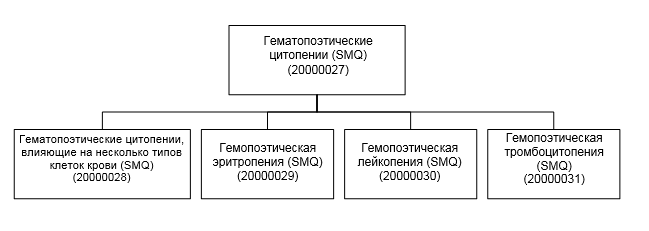 Гематопоэтические
цитопении (SMQ)
(20000027)
Гематопоэтические цитопении,
влияющие на несколько типов
клеток крови (SMQ)
(20000028)
Гемопоэтическая
эритропения (SMQ)
(20000029)
Гемопоэтическая
лейкопения (SMQ)
(20000030)
Гемопоэтическая
тромбоцитопения
(SMQ)
(20000031)